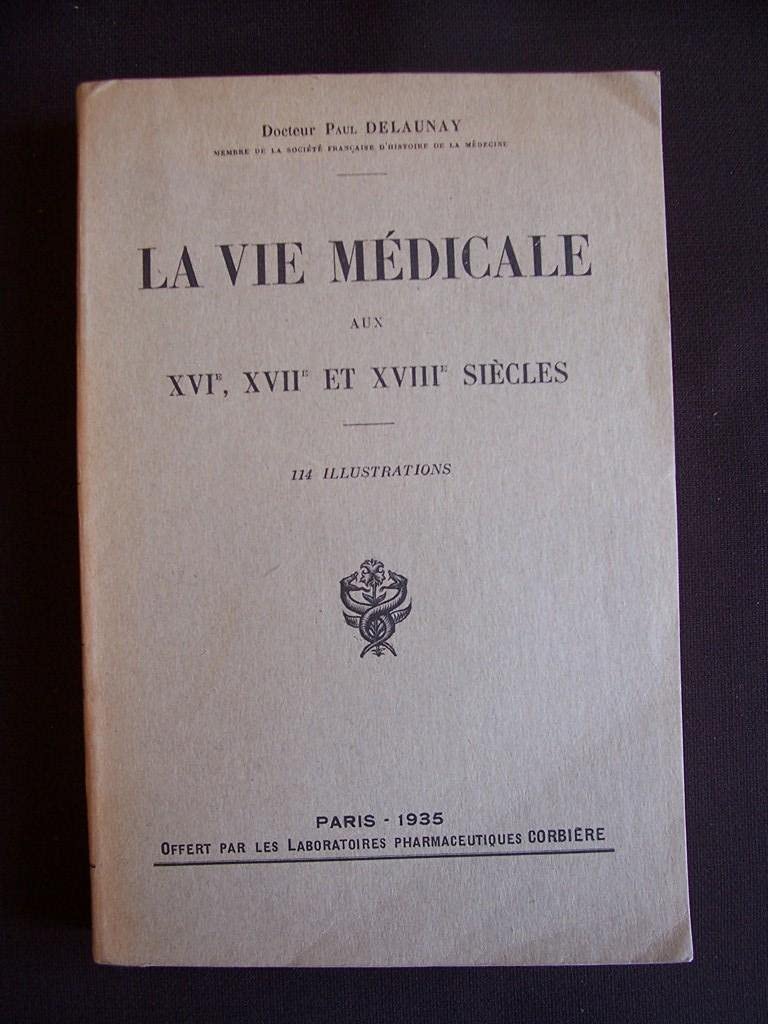 Docteur PAUL DELAUNAY
MEMBRE DE LA SOCIÉTÉ FRANÇAISE D'HISTOIRE DE LA MÉDECINE
LA VIE MÉDICALE
AUX
XVIE, XVIIE ET XVIIIE SIÈCLES
114 ILLUSTRATIONS
PARIS - 1935
OFFERT PAR LES LABORATOIRES PHARMACEUTIQUES CORBIÈRE